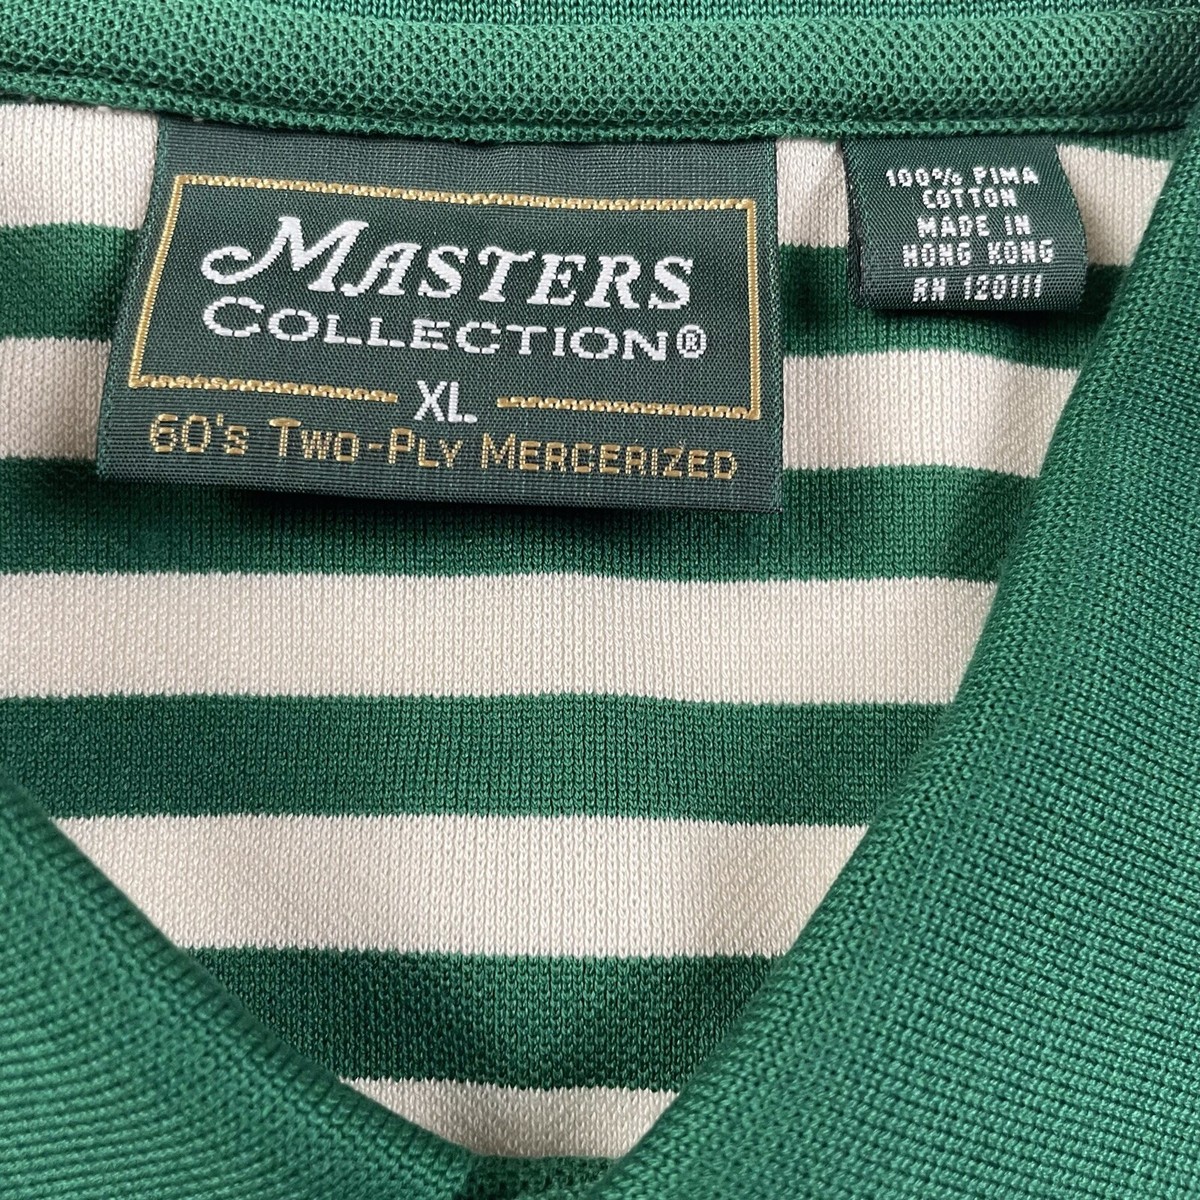 MASTERS
COLLECTION®
XL
60's TWO-PLY MERCERIZED
100% PIMA
COTTON
MADE IN
HONG KONG
RN 120111